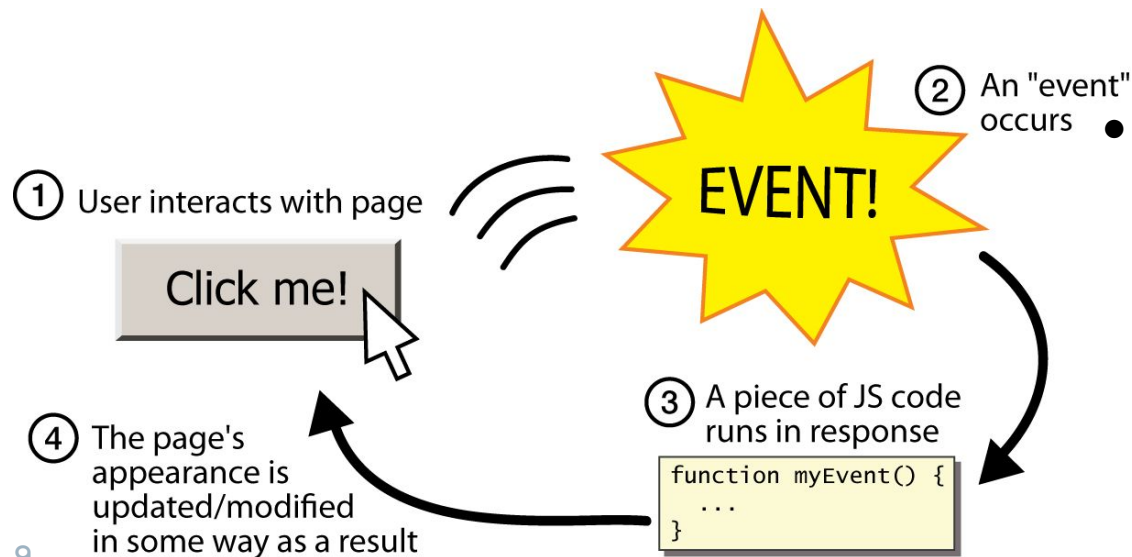 1 User interacts with page
Click me!
2 An "event"
occurs •
EVENT!
3 A piece of JS code
runs in response
function myEvent() {
...
}
4 The page's
appearance is
updated/modified
in some way as a result
9